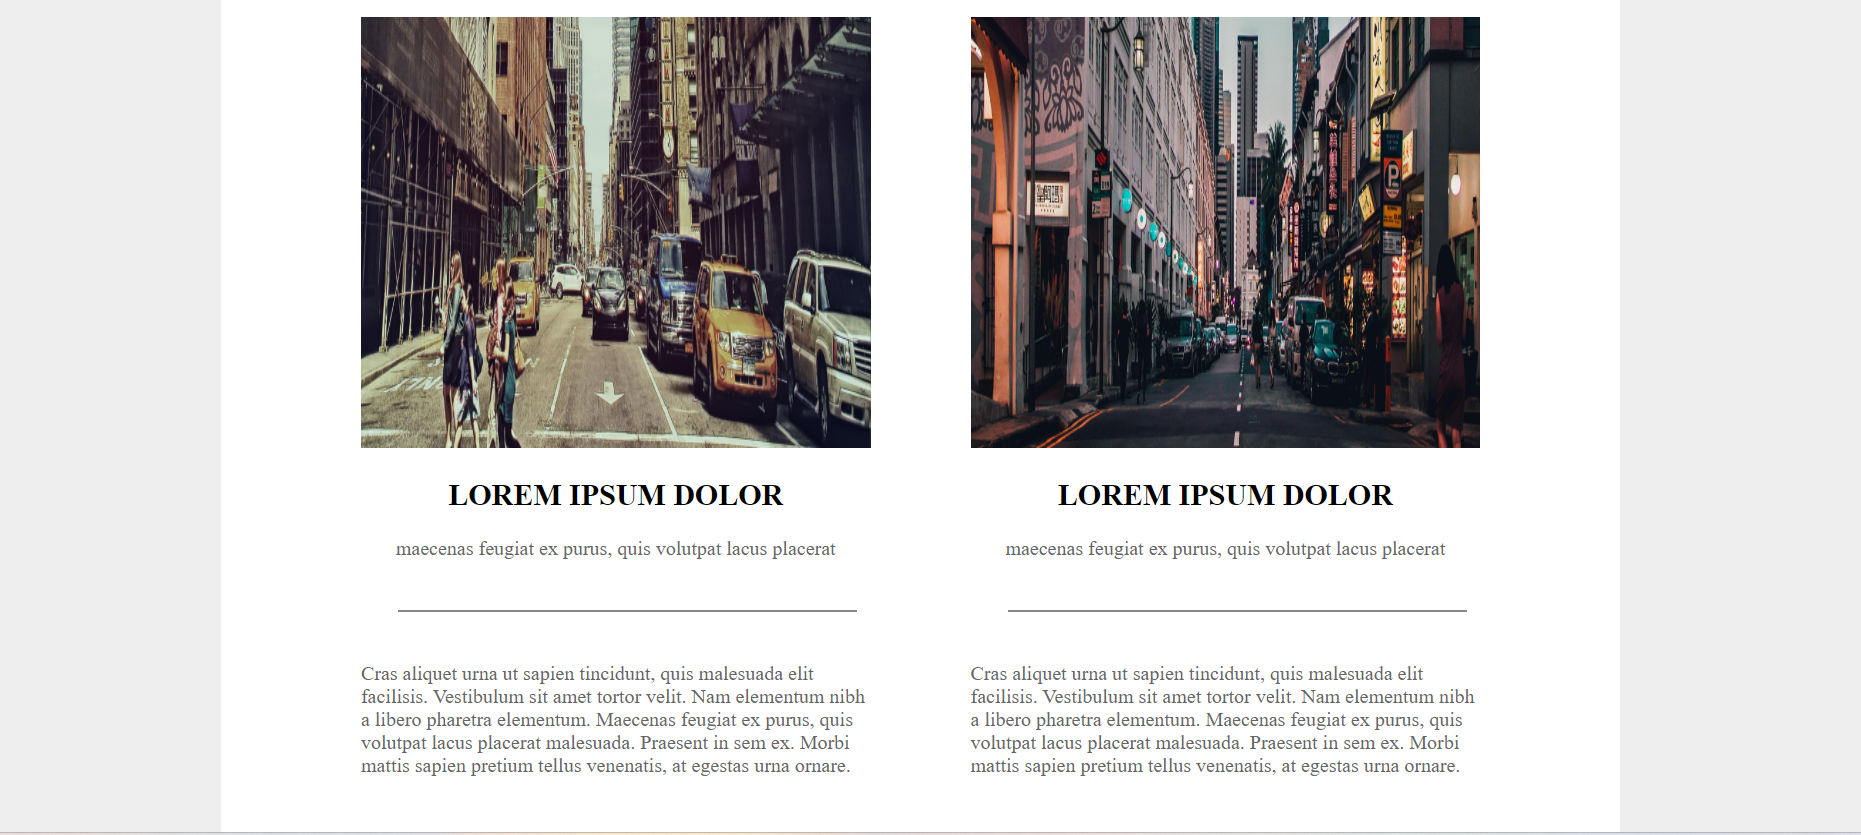 LOREM IPSUM DOLOR
maecenas feugiat ex purus, quis volutpat lacus placerat
Cras aliquet urna ut sapien tincidunt, quis malesuada elit
facilisis. Vestibulum sit amet tortor velit. Nam elementum nibh
a libero pharetra elementum. Maecenas feugiat ex purus, quis
volutpat lacus placerat malesuada. Praesent in sem ex. Morbi
mattis sapien pretium tellus venenatis, at egestas urna ornare.
P
LOREM IPSUM DOLOR
maecenas feugiat ex purus, quis volutpat lacus placerat
Cras aliquet urna ut sapien tincidunt, quis malesuada elit
facilisis. Vestibulum sit amet tortor velit. Nam elementum nibh
a libero pharetra elementum. Maecenas feugiat ex purus, quis
volutpat lacus placerat malesuada. Praesent in sem ex. Morbi
mattis sapien pretium tellus venenatis, at egestas urna ornare.